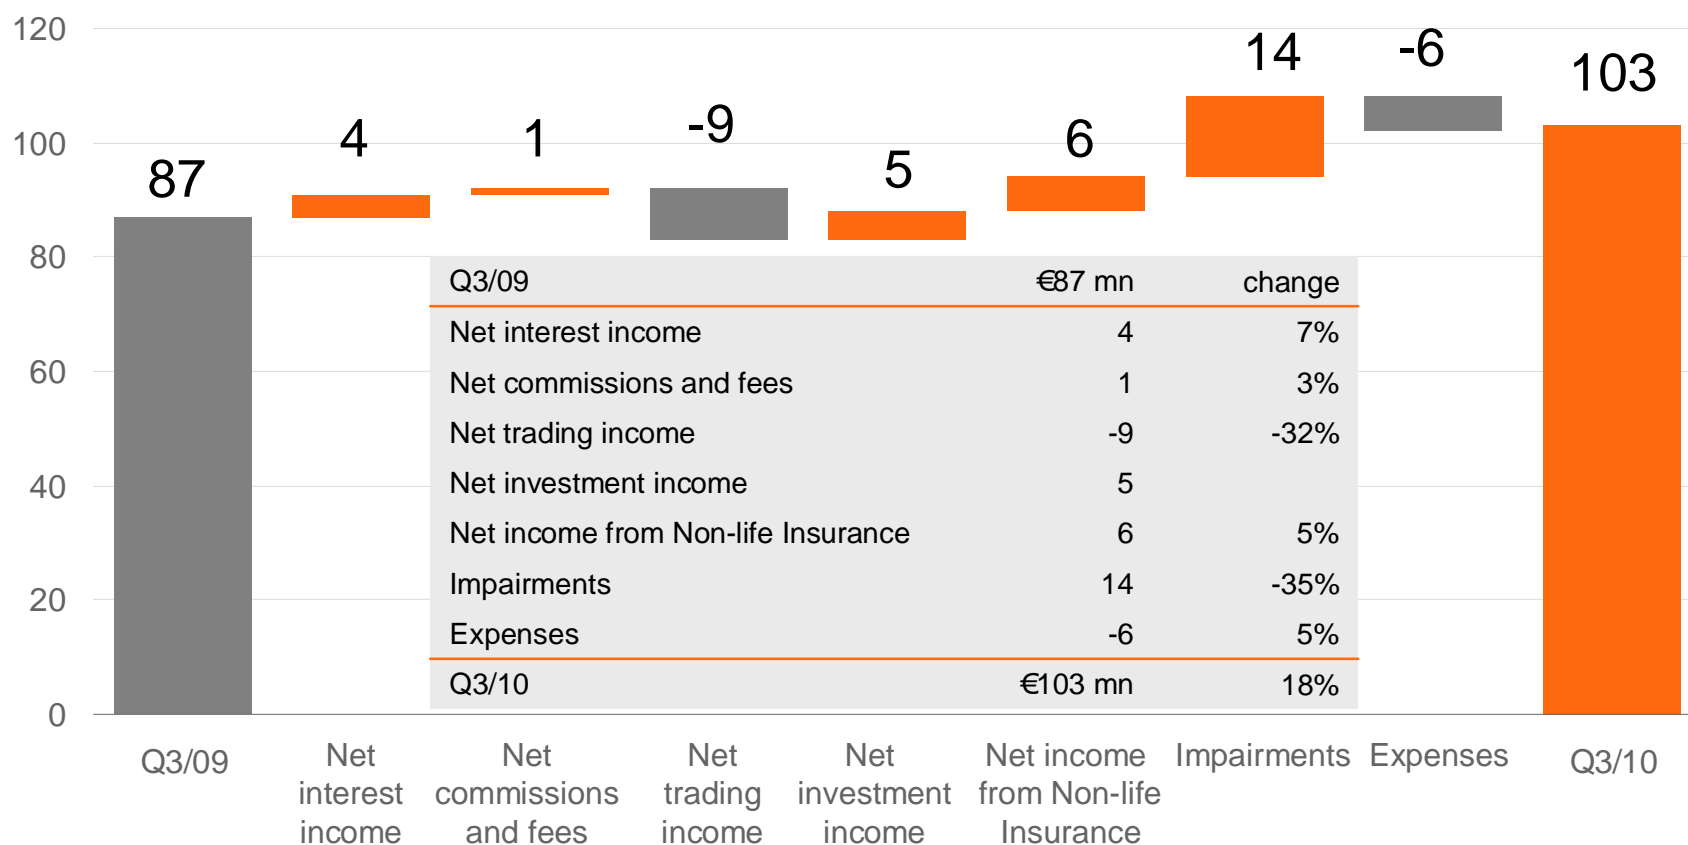 120
100
80
60
40
20
0
87
4
1
-9
5
6
14
-6
103
Q3/09 €87 mn change
Net interest income 4 7%
Net commissions and fees 1 3%
Net trading income -9 -32%
Net investment income 5
Net income from Non-life Insurance 6 5%
Impairments 14 -35%
Expenses -6 5%
Q3/10 €103 mn 18%
Q3/09
Net
interest
income
Net
commissions
and fees
Net
trading
income
Net
investment
income
Net income
from Non-life
Insurance
Impairments
Expenses
Q3/10